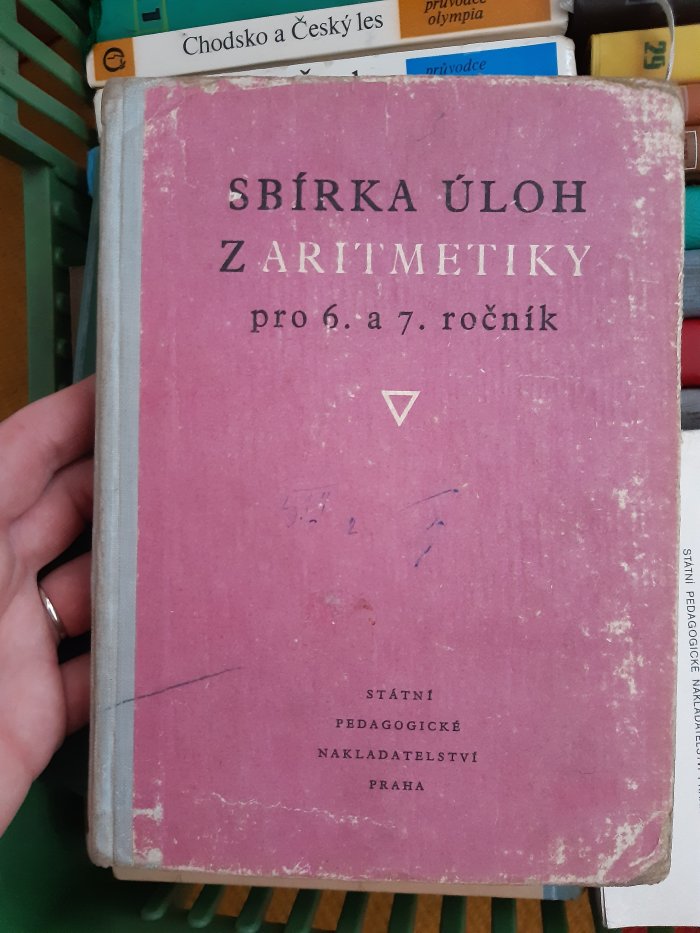 průvodce
olympia
Chodsko a Český les
průvodce
25
SBÍRKA ÚLOH
Z ARITMETIKY
pro 6. a 7. ročník
STÁTNÍ
PEDAGOGICKÉ
NAKLADATELSTVÍ
PRAHA
STÁTNÍ PEDAGOGICKÉ